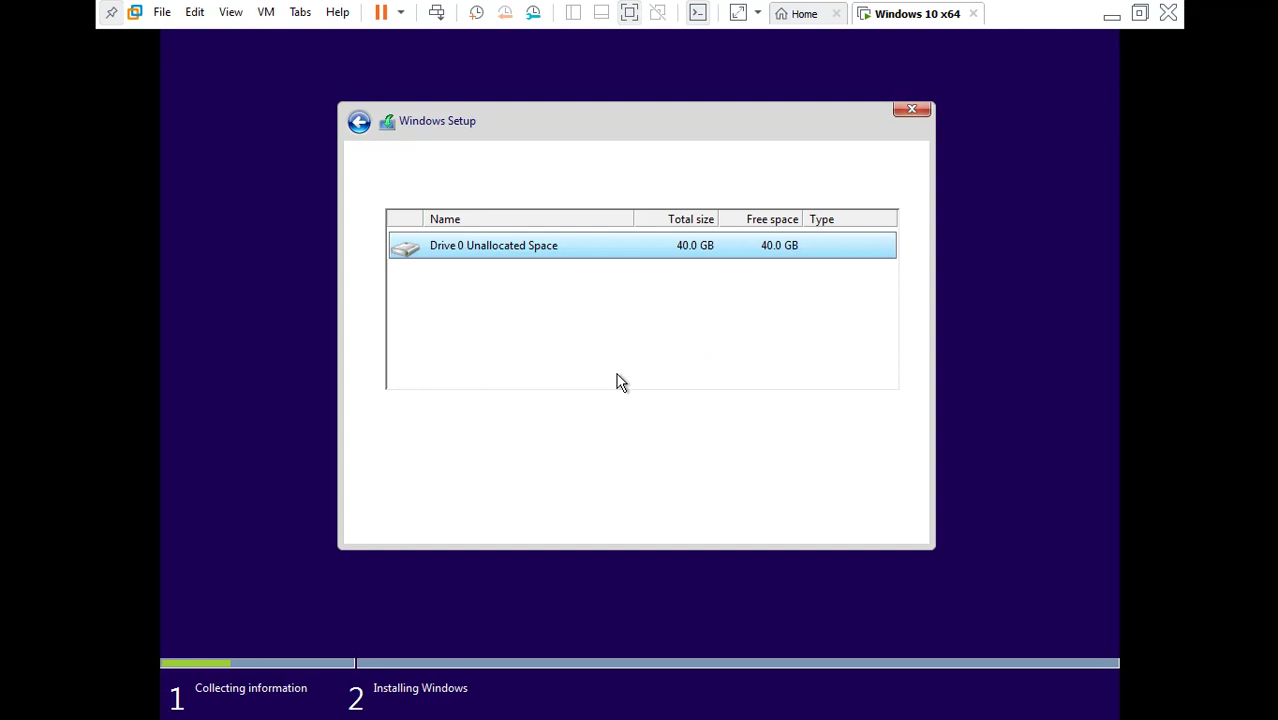 File Edit View VM Tabs Help Home Windows 10 x64
Windows Setup
Name Total size Free space Type
Drive 0 Unallocated Space 40.0 GB 40.0 GB
1 Collecting information 2 Installing Windows